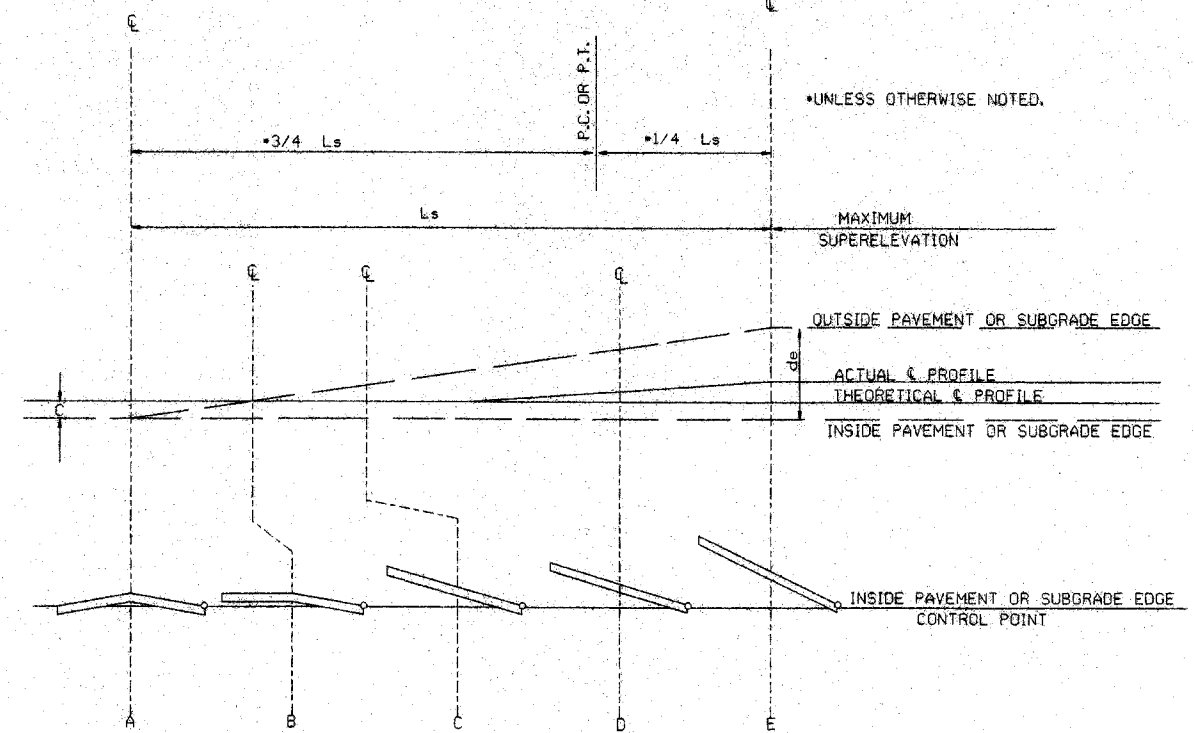 ℄
℄
P.C. OR P.T.
*UNLESS OTHERWISE NOTED.
*3/4 Ls
*1/4 Ls
Ls
MAXIMUM
SUPERELEVATION
℄
℄
℄
OUTSIDE PAVEMENT OR SUBGRADE EDGE
de
ACTUAL ℄ PROFILE
THEORETICAL ℄ PROFILE
C
INSIDE PAVEMENT OR SUBGRADE EDGE
INSIDE PAVEMENT OR SUBGRADE EDGE
CONTROL POINT
A
B
C
D
E